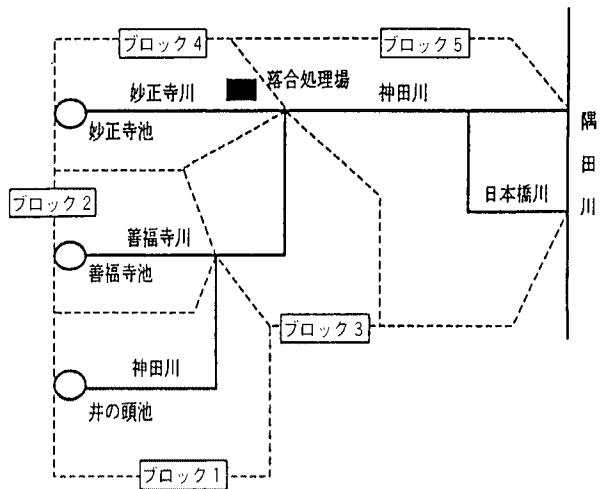 ブロック4
ブロック5
妙正寺川
落合処理場
神田川
妙正寺池
隅田川
日本橋川
ブロック2
善福寺川
善福寺池
ブロック3
神田川
井の頭池
ブロック1